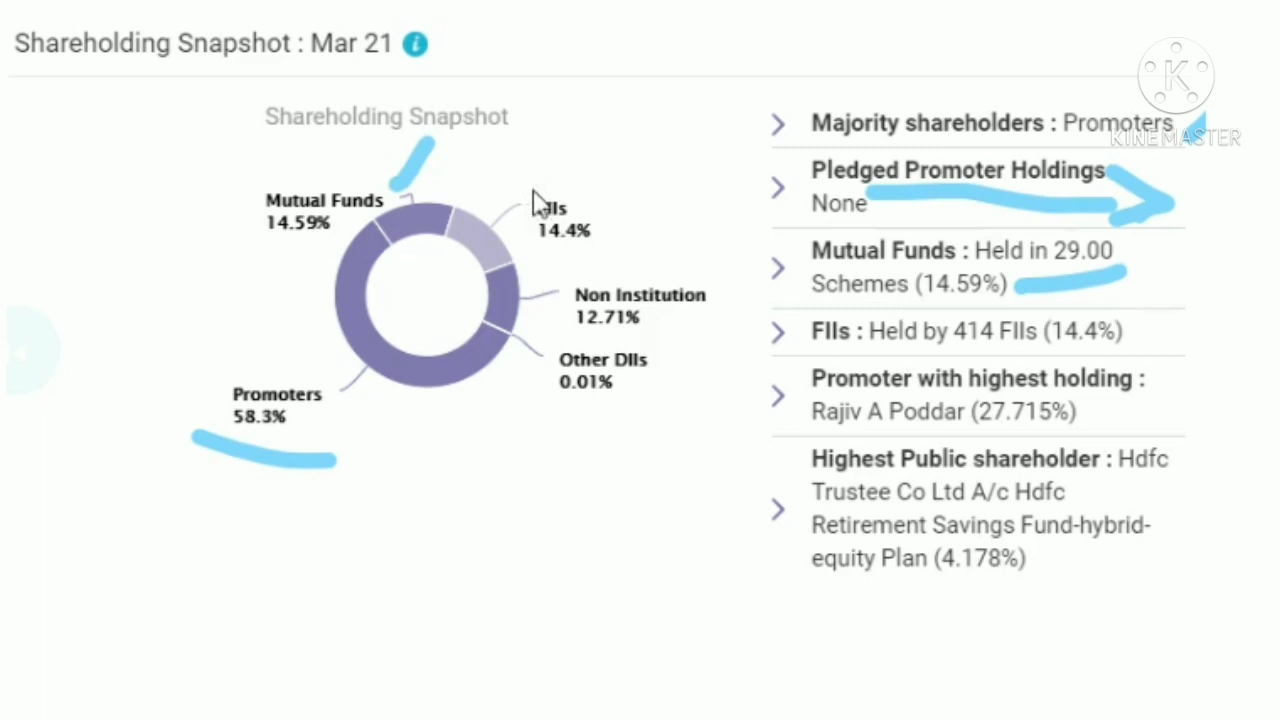 Shareholding Snapshot : Mar 21 i
Shareholding Snapshot
Mutual Funds
14.59%
14.4%
Non Institution
12.71%
Other DIIs
0.01%
Promoters
58.3%
Majority shareholders : Promoters
Pledged Promoter Holdings
None
Mutual Funds : Held in 29.00
Schemes (14.59%)
FIIs : Held by 414 FIIs (14.4%)
Promoter with highest holding :
Rajiv A Poddar (27.715%)
Highest Public shareholder : Hdfc
Trustee Co Ltd A/c Hdfc
Retirement Savings Fund-hybrid-
equity Plan (4.178%)
K
KINEMASTER